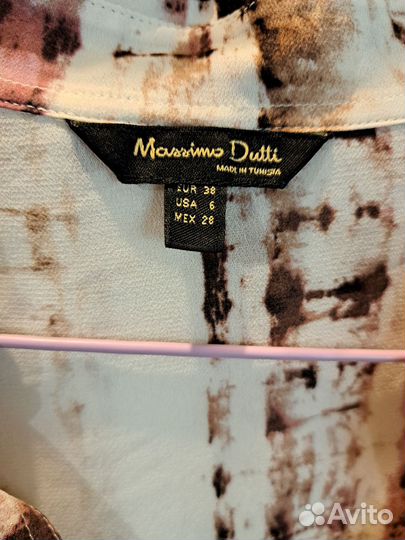 Massimo Dutti
MADE IN TUNISIA
EUR 38
USA 6
MEX 28
Avito